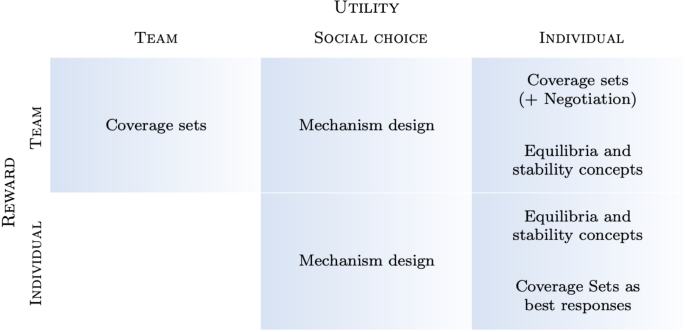 UTILITY
TEAM SOCIAL CHOICE INDIVIDUAL
REWARD
TEAM
Coverage sets
Mechanism design
Coverage sets
(+ Negotiation)
Equilibria and
stability concepts
INDIVIDUAL
Mechanism design
Equilibria and
stability concepts
Coverage Sets as
best responses